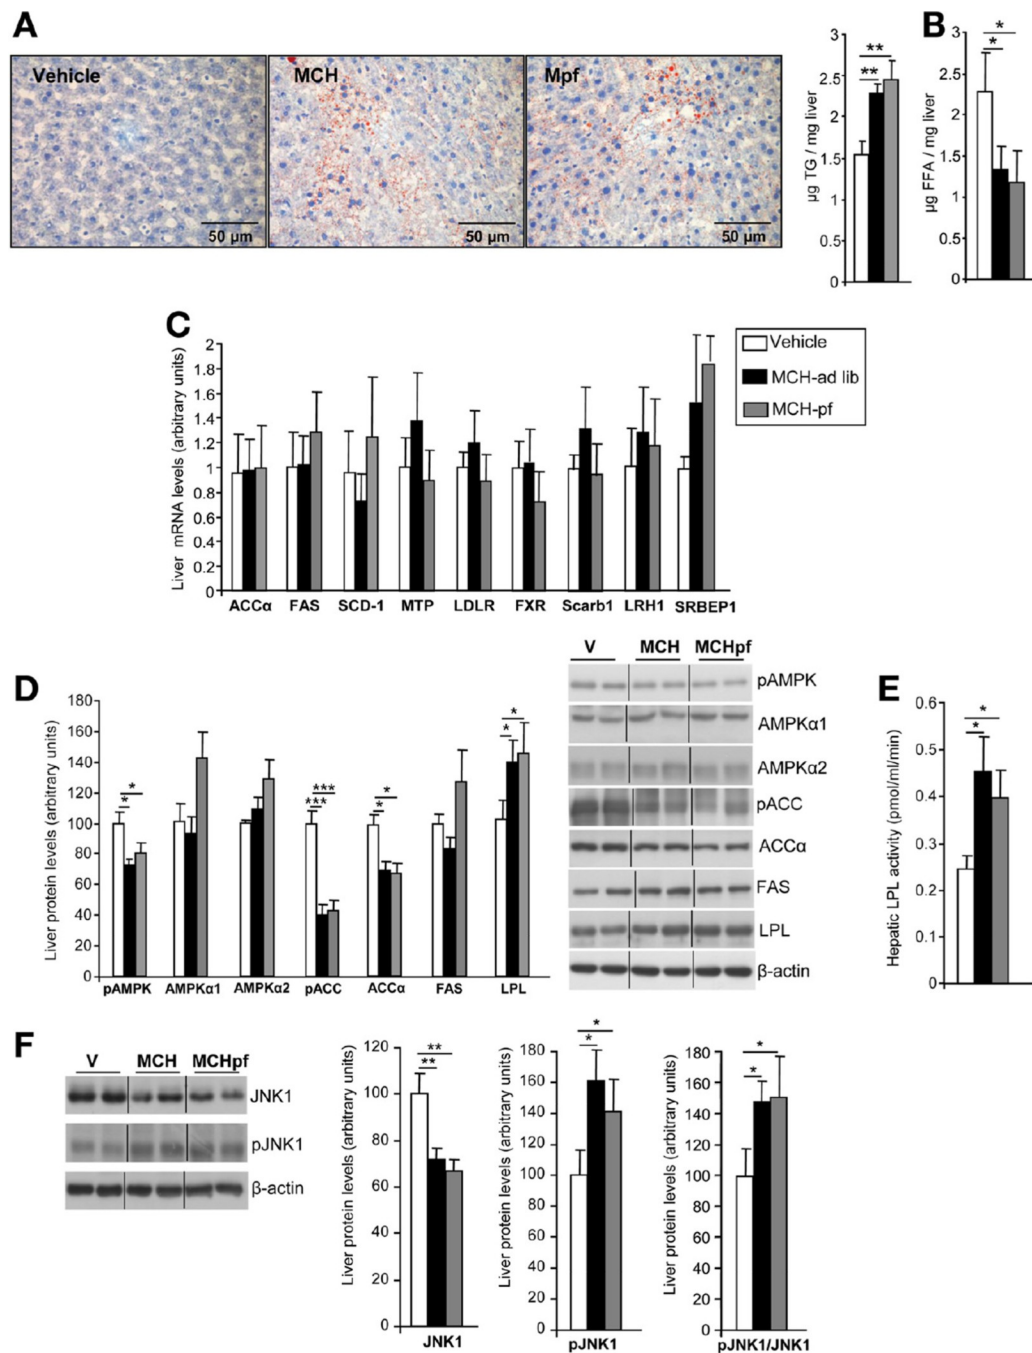 A
B
Vehicle
MCH
Mpf
50 µm
50 µm
50 µm
µg TG / mg liver
3
2.5
2
1.5
1
0.5
0
**
**
µg FFA / mg liver
3
2.5
2
1.5
1
0.5
0
*
*
C
Liver mRNA levels (arbitrary units)
2
1.8
1.6
1.4
1.2
1
0.8
0.6
0.4
0.2
0
ACCα FAS SCD-1 MTP LDLR FXR Scarb1 LRH1 SRBEP1
Vehicle
MCH-ad lib
MCH-pf
D
Liver protein levels (arbitrary units)
180
160
140
120
100
80
60
40
20
0
*
*
***
***
*
*
*
*
pAMPK AMPKα1 AMPKα2 pACC ACCα FAS LPL
V MCH MCHpf
pAMPK
AMPKα1
AMPKα2
pACC
ACCα
FAS
LPL
β-actin
E
Hepatic LPL activity (pmol/ml/min)
0.6
0.5
0.4
0.3
0.2
0.1
0
*
*
F
V MCH MCHpf
JNK1
pJNK1
β-actin
Liver protein levels (arbitrary units)
120
100
80
60
40
20
0
**
**
JNK1
Liver protein levels (arbitrary units)
180
160
140
120
100
80
60
40
20
0
*
*
pJNK1
Liver protein levels (arbitrary units)
180
160
140
120
100
80
60
40
20
0
*
*
pJNK1/JNK1